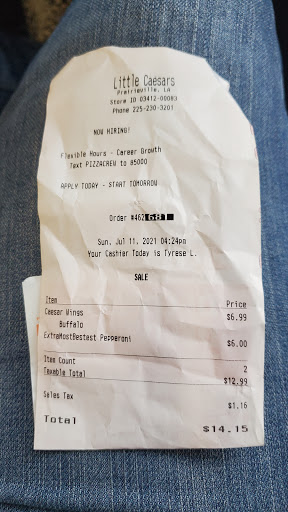 Little Caesars
Prairieville, LA
Store ID 03412-00083
Phone 225-230-3201
NOW HIRING!
Flexible Hours - Career Growth
Text PIZZACREW to 85000
APPLY TODAY - START TOMORROW
Order #462681
Sun, Jul 11, 2021 04:24pm
Your Cashier Today is Tyrese L.
SALE
Item Price
Caesar Wings $6.99
Buffalo
ExtraMostBestest Pepperoni $6.00
Item Count 2
Taxable Total $12.99
Sales Tax $1.16
Total $14.15